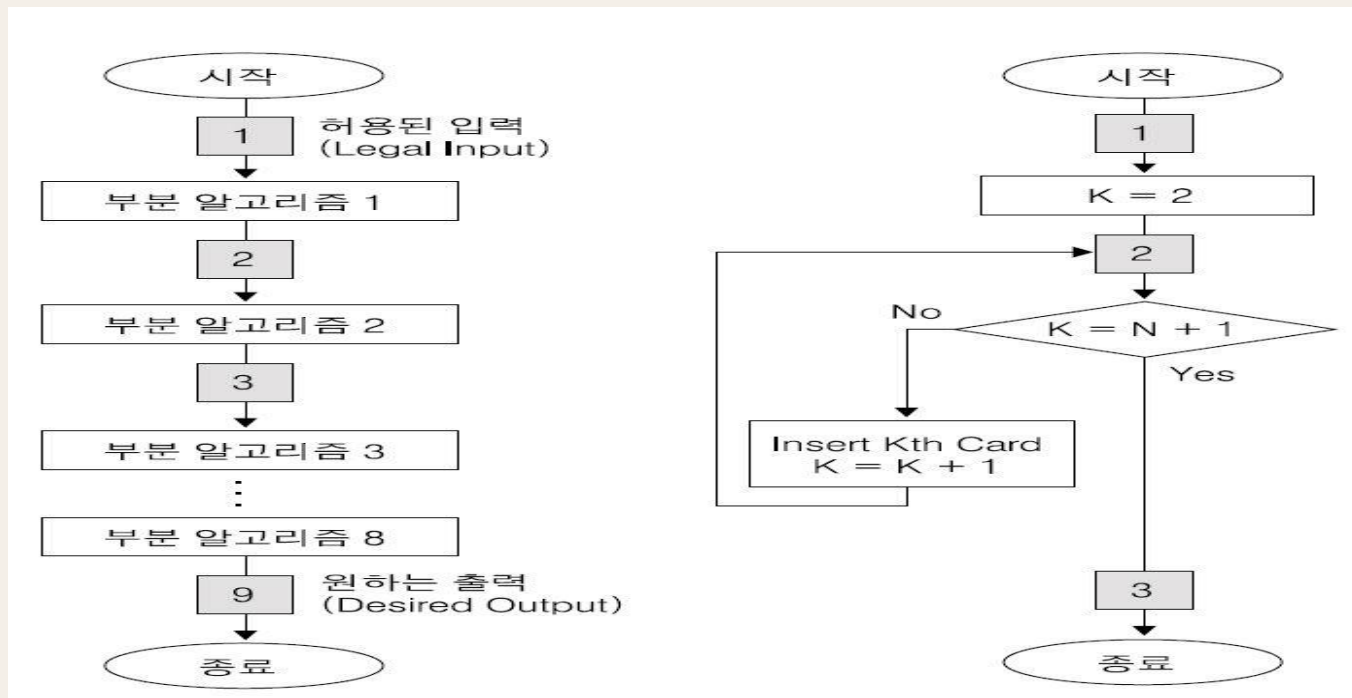 시작
1
허용된 입력
(Legal Input)
부분 알고리즘 1
2
부분 알고리즘 2
3
부분 알고리즘 3
부분 알고리즘 8
9
원하는 출력
(Desired Output)
종료
시작
1
K = 2
2
No
K = N + 1
Yes
Insert Kth Card
K = K + 1
3
종료